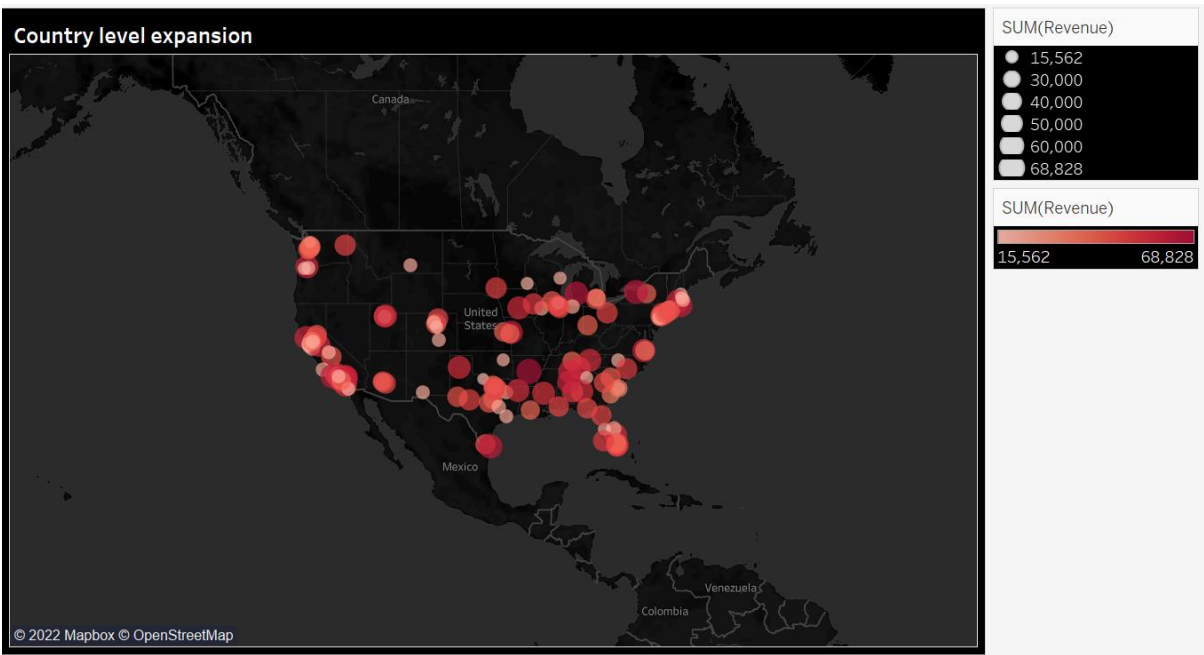 Country level expansion
Canada
United
States
Mexico
Venezuela
Colombia
© 2022 Mapbox © OpenStreetMap
SUM(Revenue)
15,562
30,000
40,000
50,000
60,000
68,828
SUM(Revenue)
15,562 68,828